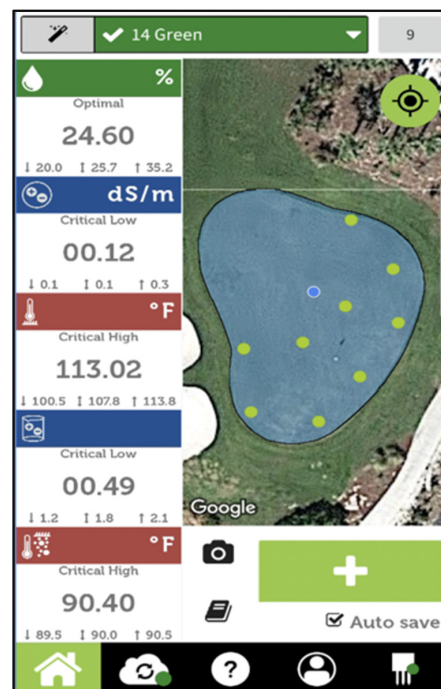 14 Green
9
%
Optimal
24.60
↓ 20.0 ↕ 25.7 ↑ 35.2
dS/m
Critical Low
00.12
↓ 0.1 ↕ 0.1 ↑ 0.3
°F
Critical High
113.02
↓ 100.5 ↕ 107.8 ↑ 113.8
Critical Low
00.49
↓ 1.2 ↕ 1.8 ↑ 2.1
°F
Critical High
90.40
↓ 89.5 ↕ 90.0 ↑ 90.5
Google
+
Auto save
?